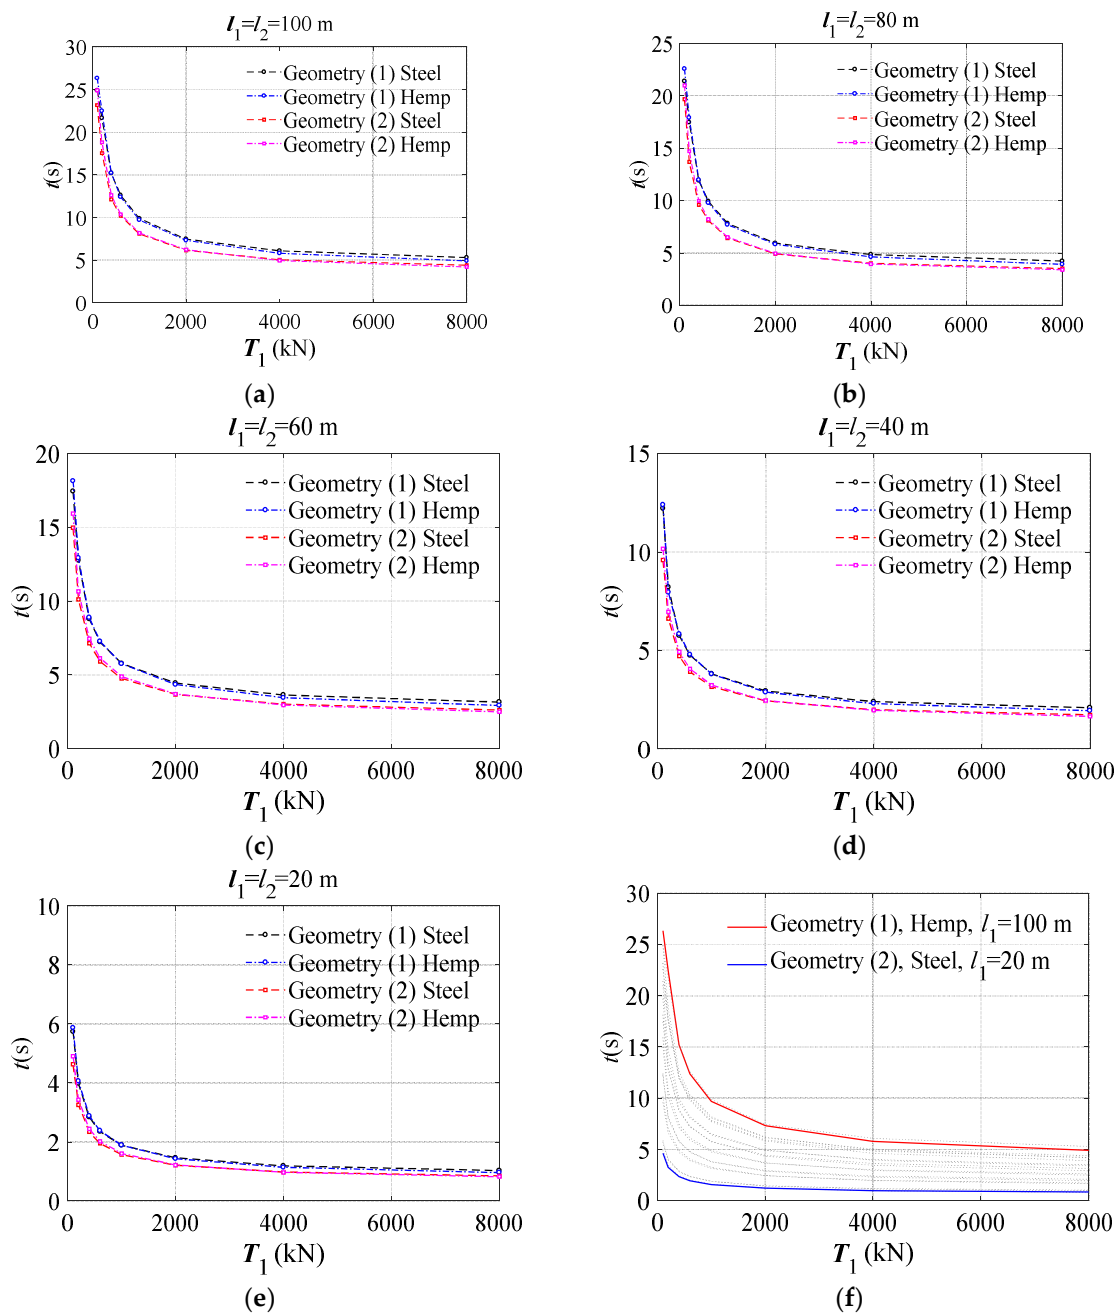 l1=l2=100 m
30
25
20
15
10
5
0
t(s)
Geometry (1) Steel
Geometry (1) Hemp
Geometry (2) Steel
Geometry (2) Hemp
0 2000 4000 6000 8000
T1 (kN)
(a)
l1=l2=80 m
25
20
15
10
5
0
t(s)
Geometry (1) Steel
Geometry (1) Hemp
Geometry (2) Steel
Geometry (2) Hemp
0 2000 4000 6000 8000
T1 (kN)
(b)
l1=l2=60 m
20
15
10
5
0
t(s)
Geometry (1) Steel
Geometry (1) Hemp
Geometry (2) Steel
Geometry (2) Hemp
0 2000 4000 6000 8000
T1 (kN)
(c)
l1=l2=40 m
15
10
5
0
t(s)
Geometry (1) Steel
Geometry (1) Hemp
Geometry (2) Steel
Geometry (2) Hemp
0 2000 4000 6000 8000
T1 (kN)
(d)
l1=l2=20 m
10
8
6
4
2
0
t(s)
Geometry (1) Steel
Geometry (1) Hemp
Geometry (2) Steel
Geometry (2) Hemp
0 2000 4000 6000 8000
T1 (kN)
(e)
30
25
20
15
10
5
0
t(s)
Geometry (1), Hemp, l1=100 m
Geometry (2), Steel, l1=20 m
0 2000 4000 6000 8000
T1 (kN)
(f)